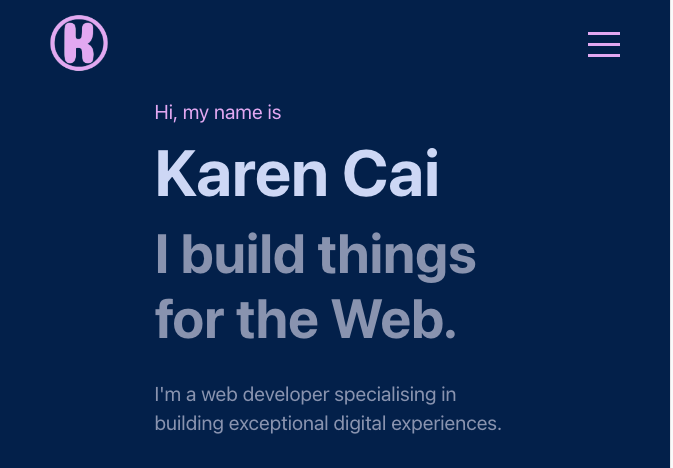 K
Hi, my name is
Karen Cai
I build things
for the Web.
I'm a web developer specialising in
building exceptional digital experiences.